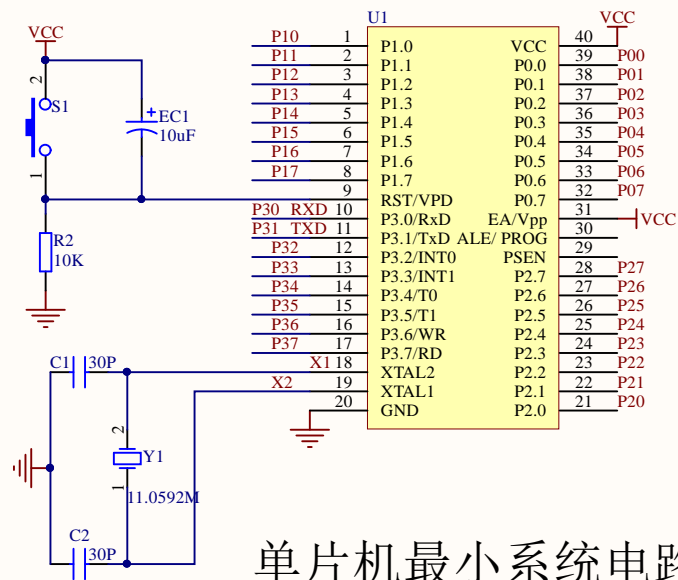 U1
VCC
2
S1
1
EC1
10uF
R2
10K
P10 1 P1.0 VCC 40 VCC
P11 2 P1.1 P0.0 39 P00
P12 3 P1.2 P0.1 38 P01
P13 4 P1.3 P0.2 37 P02
P14 5 P1.4 P0.3 36 P03
P15 6 P1.5 P0.4 35 P04
P16 7 P1.6 P0.5 34 P05
P17 8 P1.7 P0.6 33 P06
9 RST/VPD P0.7 32 P07
P30 RXD 10 P3.0/RxD EA/Vpp 31 VCC
P31 TXD 11 P3.1/TxD ALE/ PROG 30
P32 12 P3.2/INT0 PSEN 29
P33 13 P3.3/INT1 P2.7 28 P27
P34 14 P3.4/T0 P2.6 27 P26
P35 15 P3.5/T1 P2.5 26 P25
P36 16 P3.6/WR P2.4 25 P24
P37 17 P3.7/RD P2.3 24 P23
X1 18 XTAL2 P2.2 23 P22
X2 19 XTAL1 P2.1 22 P21
20 GND P2.0 21 P20
C1 30P
2
Y1
1
11.0592M
C2
30P
单片机最小系统电路